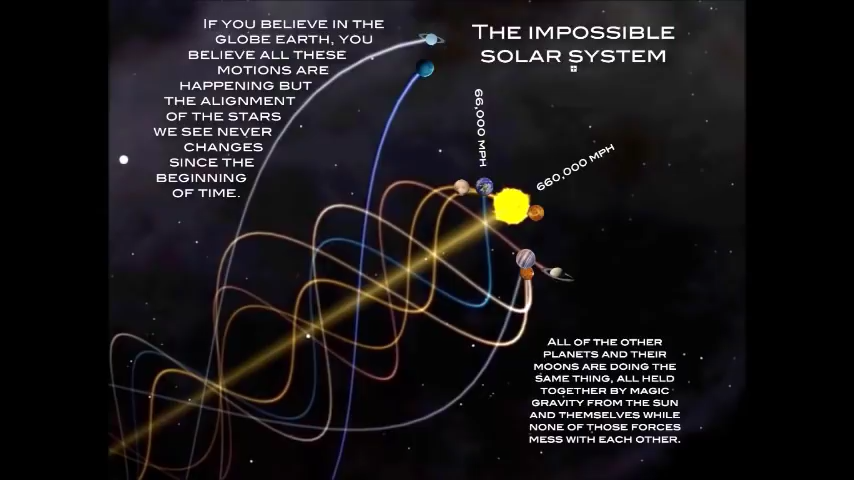 IF YOU BELIEVE IN THE
GLOBE EARTH, YOU
BELIEVE ALL THESE
MOTIONS ARE
HAPPENING BUT
THE ALIGNMENT
OF THE STARS
WE SEE NEVER
CHANGES
SINCE THE
BEGINNING
OF TIME.
THE IMPOSSIBLE
SOLAR SYSTEM
66,000 MPH
660,000 MPH
ALL OF THE OTHER
PLANETS AND THEIR
MOONS ARE DOING THE
SAME THING, ALL HELD
TOGETHER BY MAGIC
GRAVITY FROM THE SUN
AND THEMSELVES WHILE
NONE OF THOSE FORCES
MESS WITH EACH OTHER.